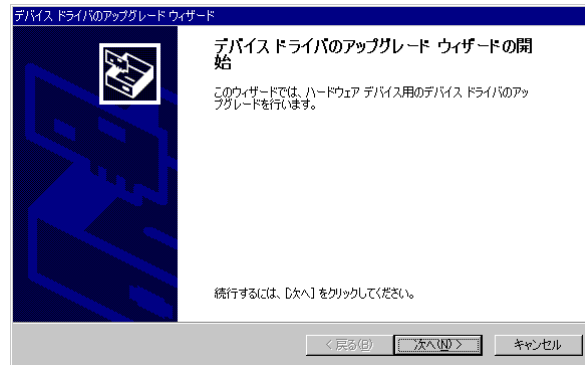 デバイス ドライバのアップグレード ウィザード
デバイス ドライバのアップグレード ウィザードの開
始
このウィザードでは、ハードウェア デバイス用のデバイス ドライバのアッ
プグレードを行います。
続行するには、[次へ] をクリックしてください。
< 戻る(B)
次へ(N) >
キャンセル